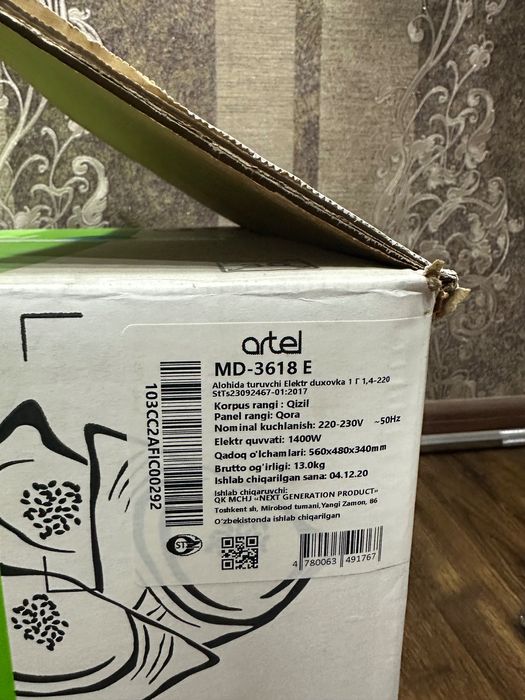 artel
MD-3618 E
Alohida turuvchi Elektr duxovka 1 Г 1,4-220
StTs23092467-01:2017
Korpus rangi : Qizil
Panel rangi: Qora
Nominal kuchlanish: 220-230V ~50Hz
Elektr quvvati: 1400W
Qadoq o'lchamlari: 560x480x340mm
Brutto og'irligi: 13.0kg
Ishlab chiqarilgan sana: 04.12.20
Ishlab chiqaruvchi:
QK MCHJ «NEXT GENERATION PRODUCT»
Toshkent sh, Mirobod tumani, Yangi Zamon, 86
O'zbekistonda ishlab chiqarilgan
103CC2AFIC00292
ST
4 780063 491767